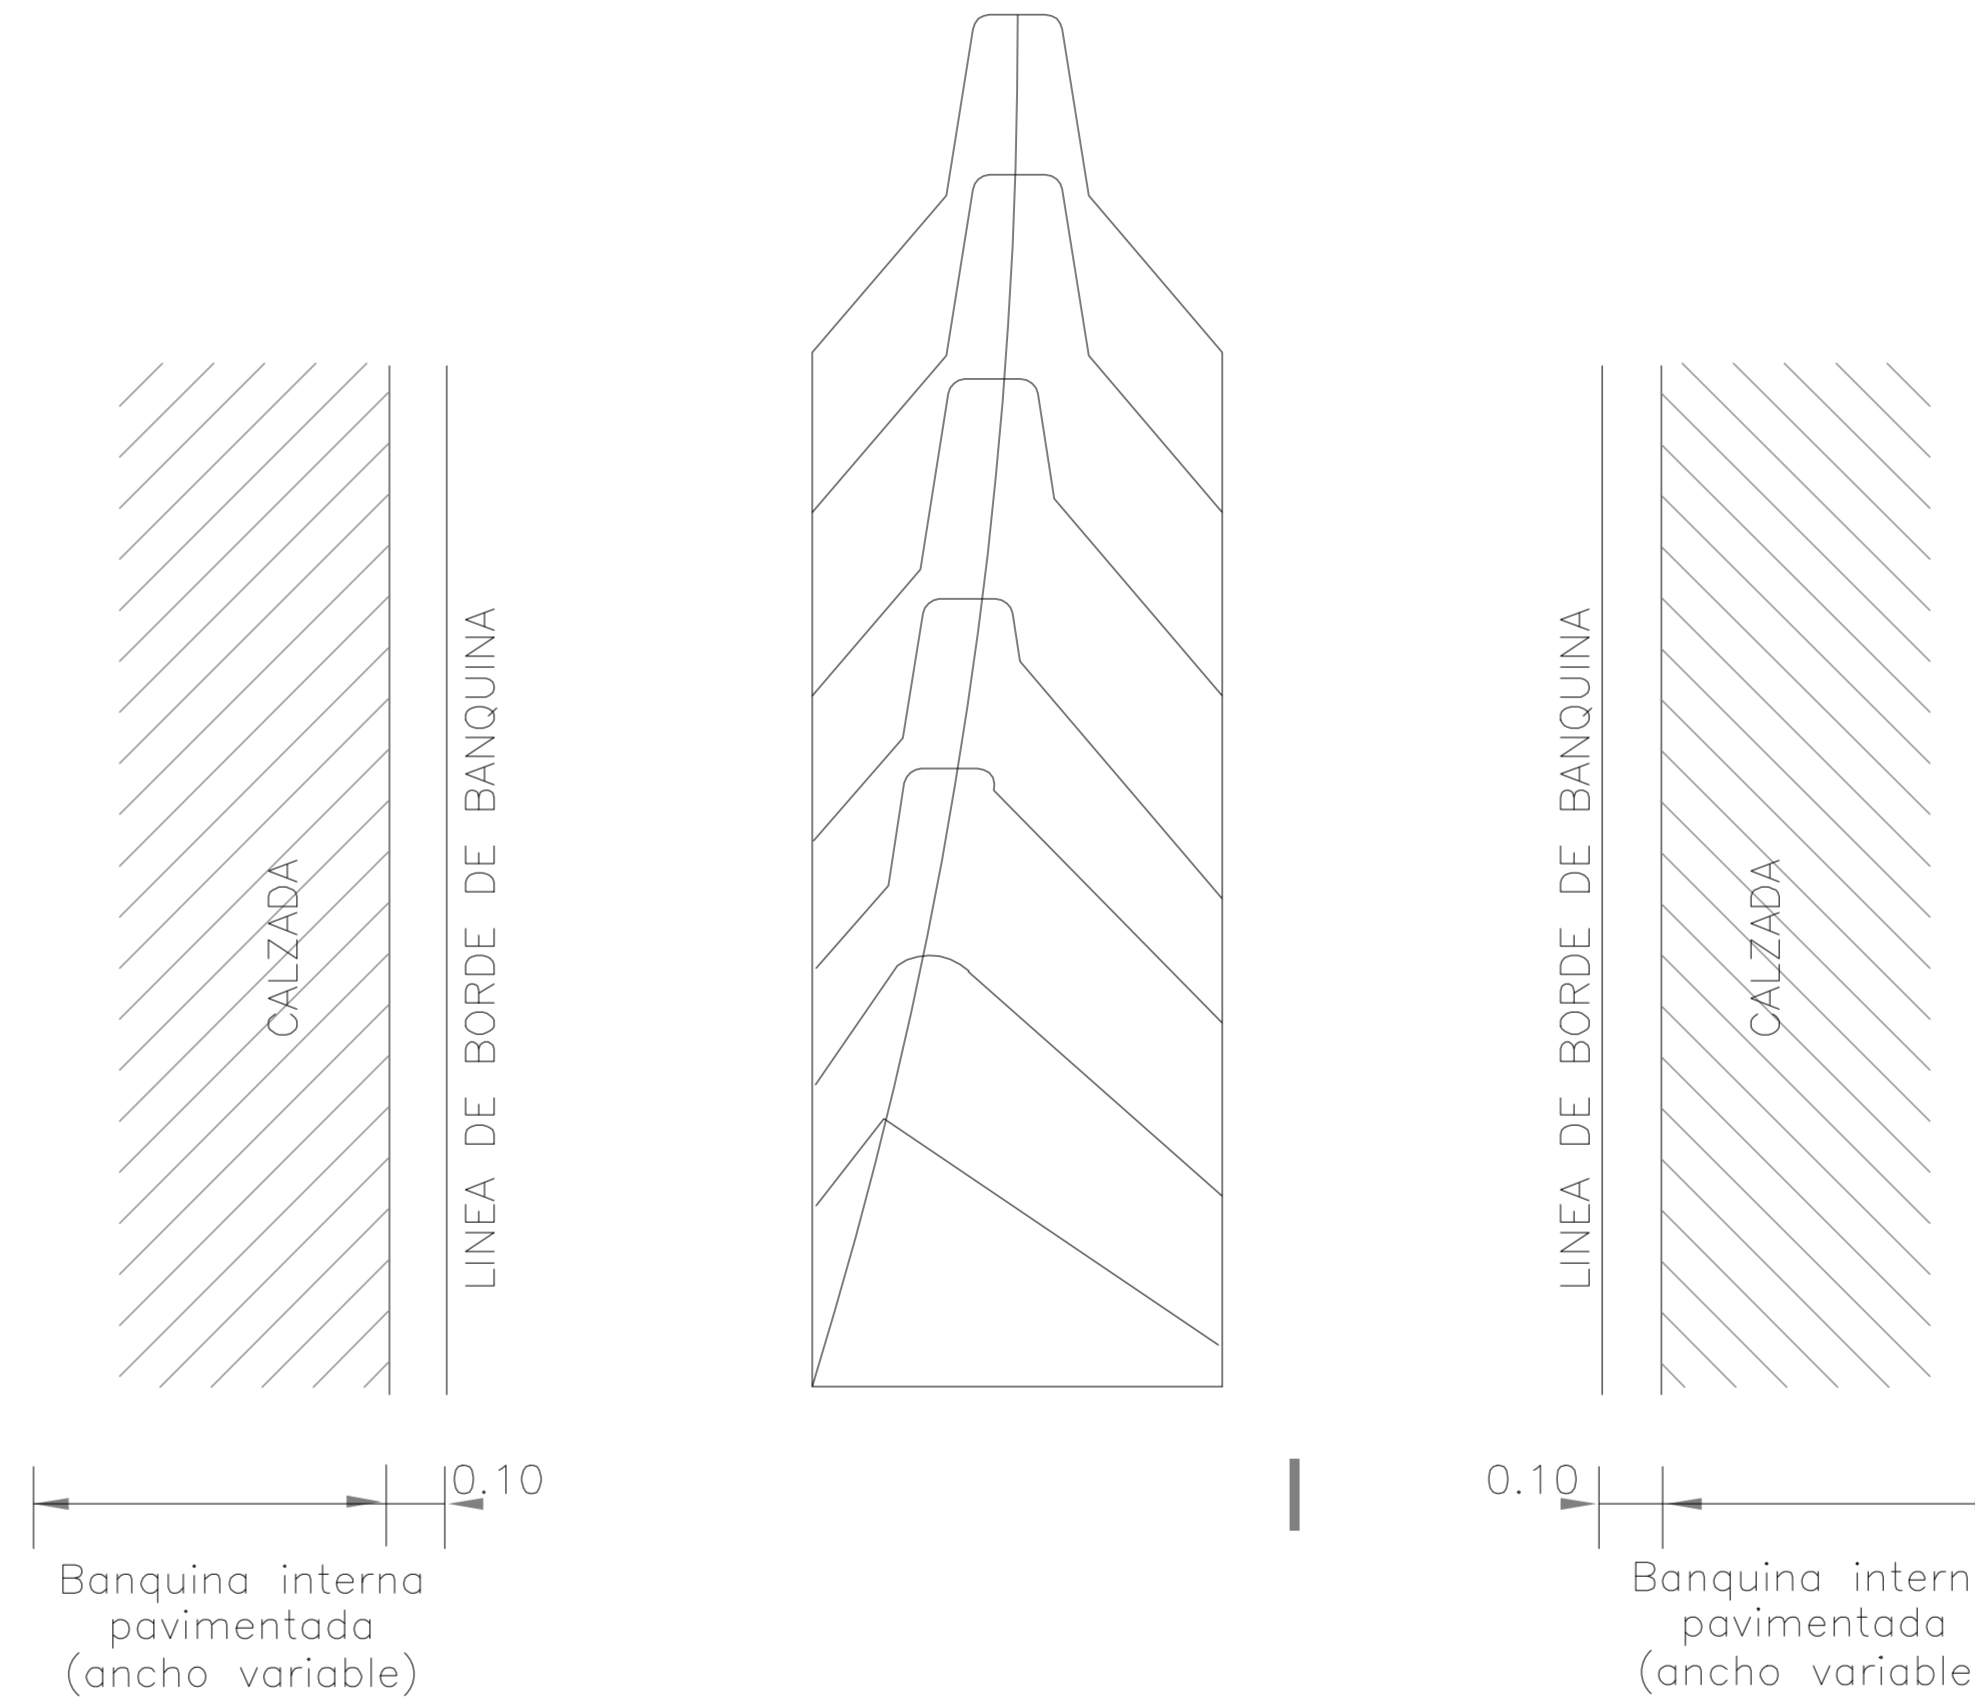 CALZADA
LINEA DE BORDE DE BANQUINA
LINEA DE BORDE DE BANQUINA
CALZADA
0.10
0.10
Banquina interna
pavimentada
(ancho variable)
Banquina intern
pavimentada
(ancho variable